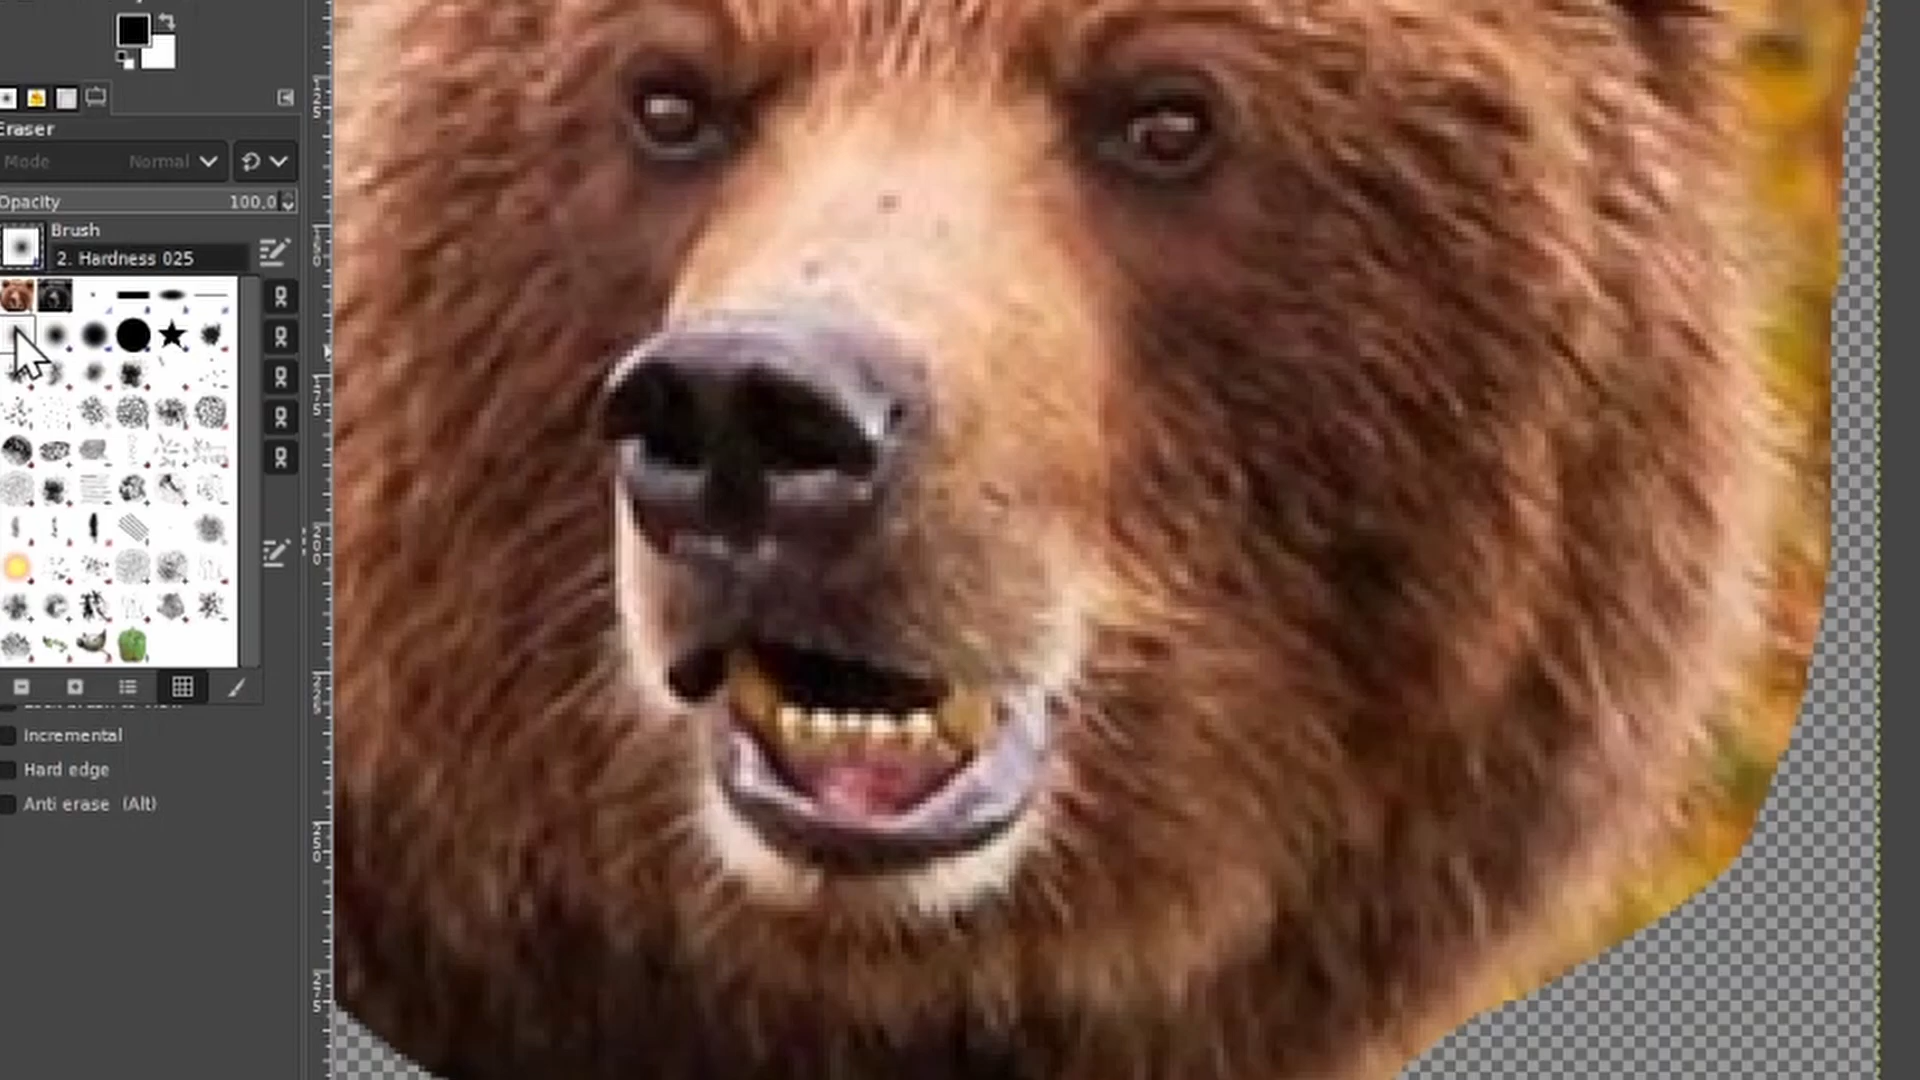 Eraser
Mode Normal
Opacity 100.0
Brush
2. Hardness 025
Incremental
Hard edge
Anti erase (Alt)